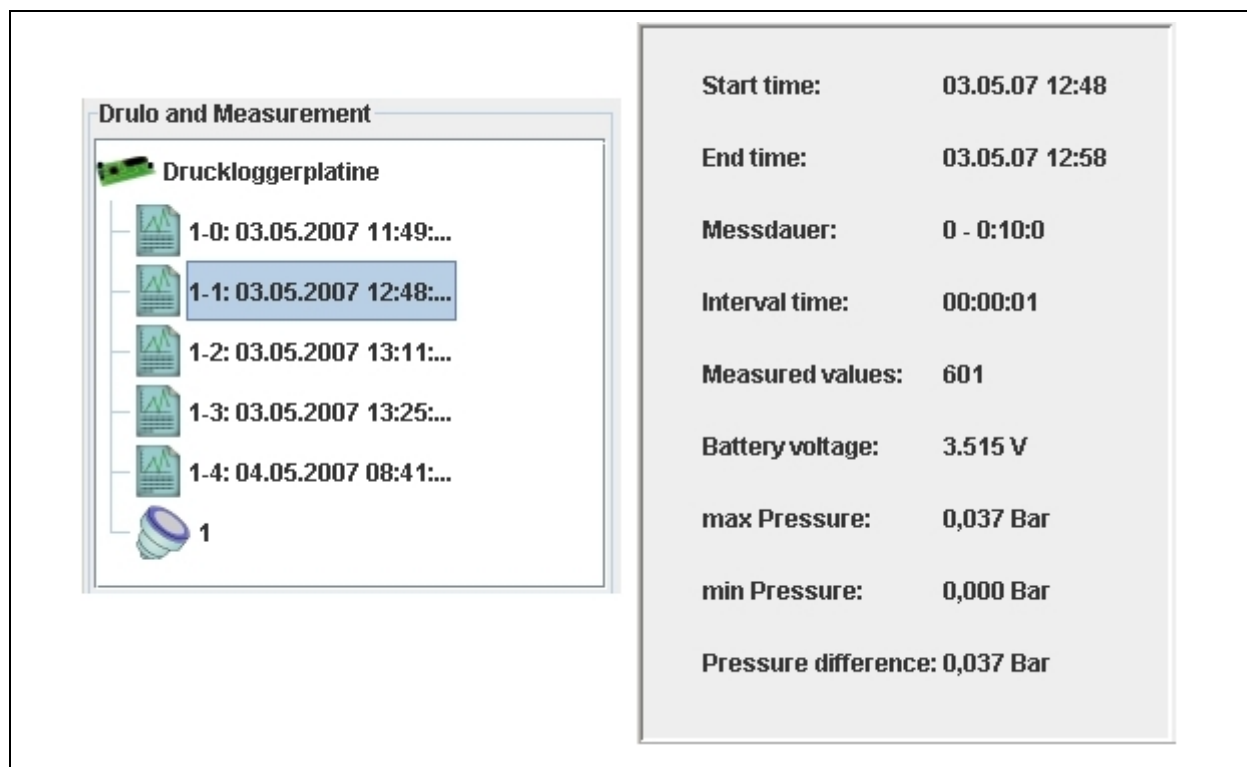 Drulo and Measurement
Druckloggerplatine
1-0: 03.05.2007 11:49:...
1-1: 03.05.2007 12:48:...
1-2: 03.05.2007 13:11:...
1-3: 03.05.2007 13:25:...
1-4: 04.05.2007 08:41:...
1
Start time: 03.05.07 12:48
End time: 03.05.07 12:58
Messdauer: 0 - 0:10:0
Interval time: 00:00:01
Measured values: 601
Battery voltage: 3.515 V
max Pressure: 0,037 Bar
min Pressure: 0,000 Bar
Pressure difference: 0,037 Bar